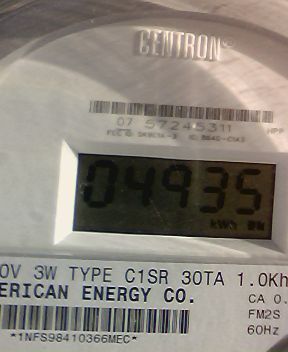 CENTRON®
07 57245311
HPP
04935
kWh
0V 3W TYPE C1SR 30TA 1.0Kh
ERICAN ENERGY CO.
CA 0.
FM2S
60Hz
*1NFS98410366MEC*